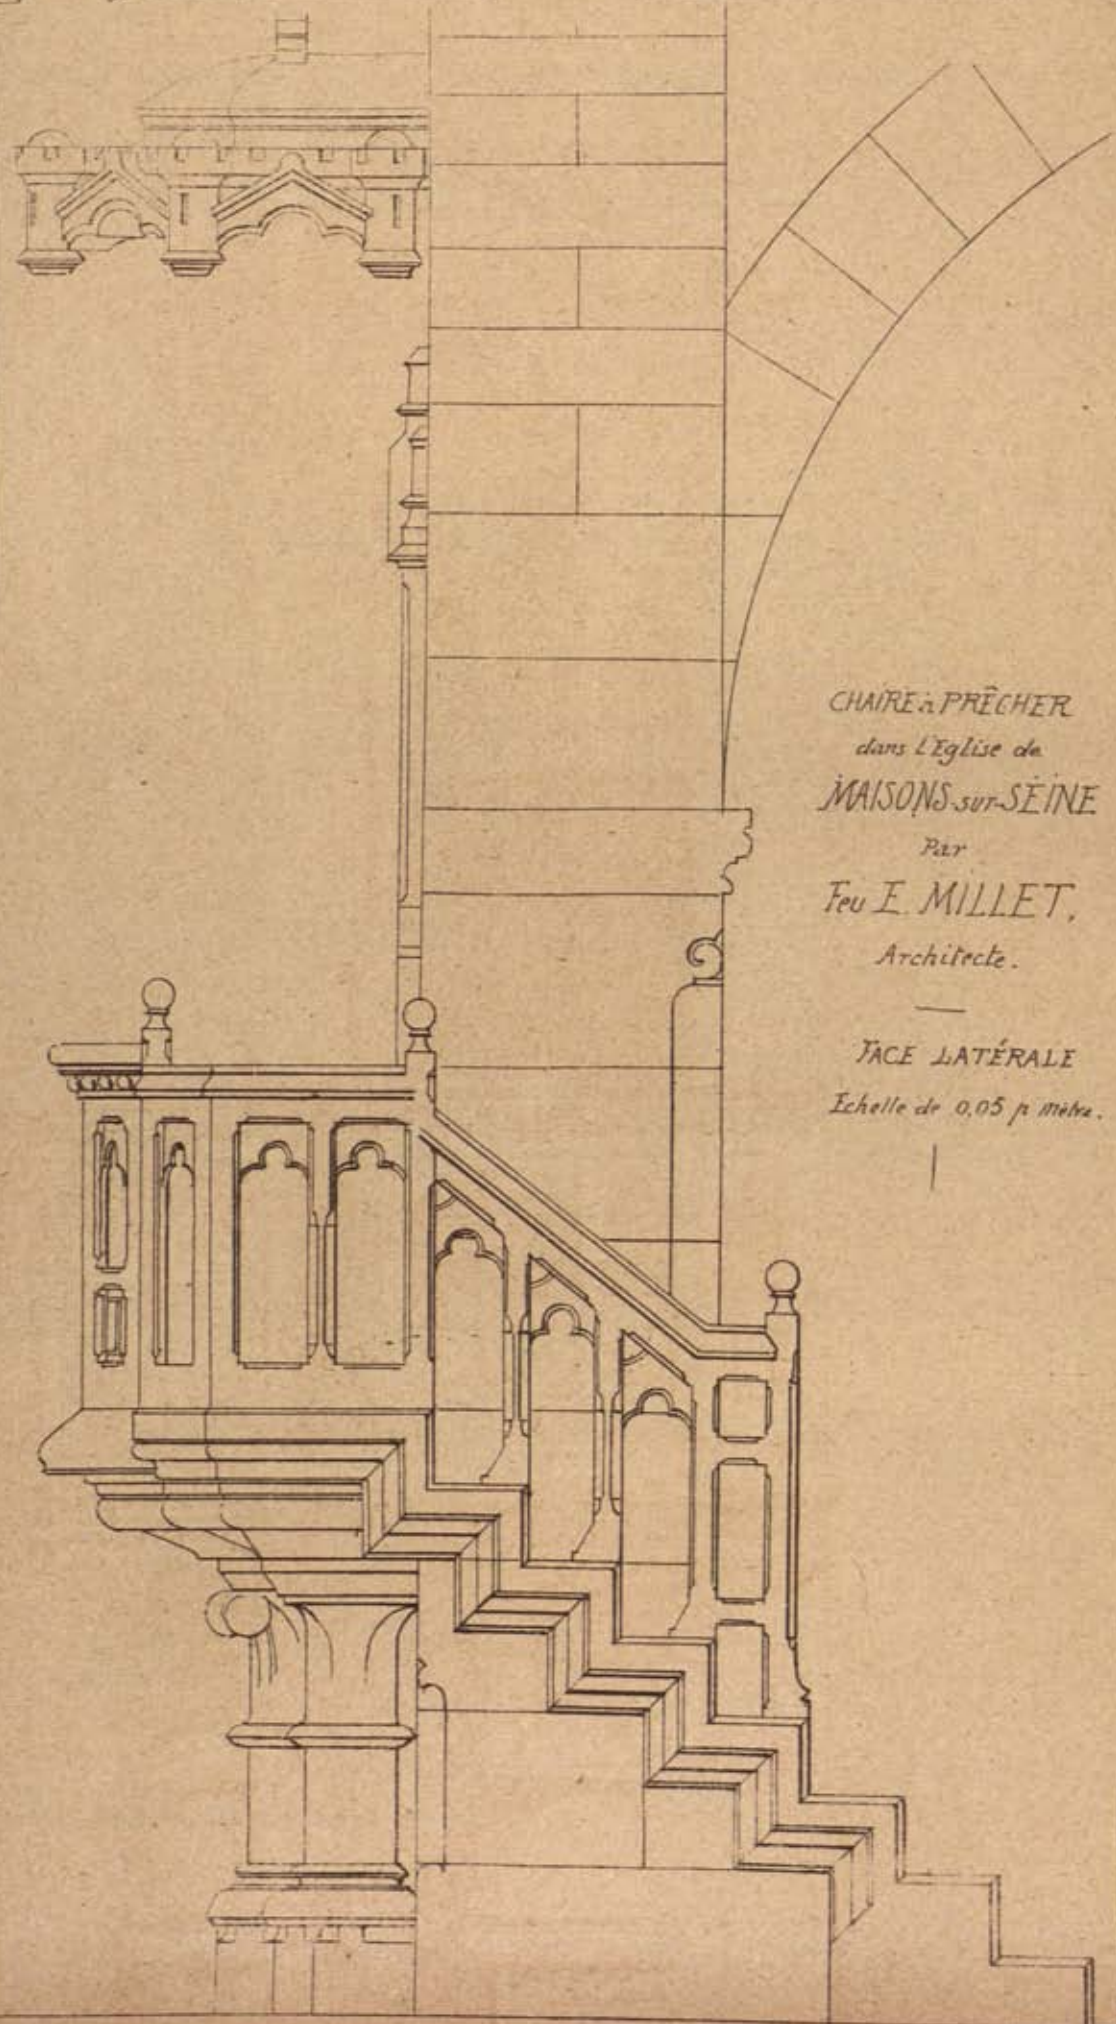 CHAIRE à PRÊCHER
dans L'Eglise de
MAISONS-sur-SEINE
Par
Feu E. MILLET.
Architecte.
FACE LATÉRALE
Echelle de 0,05 p mètre.